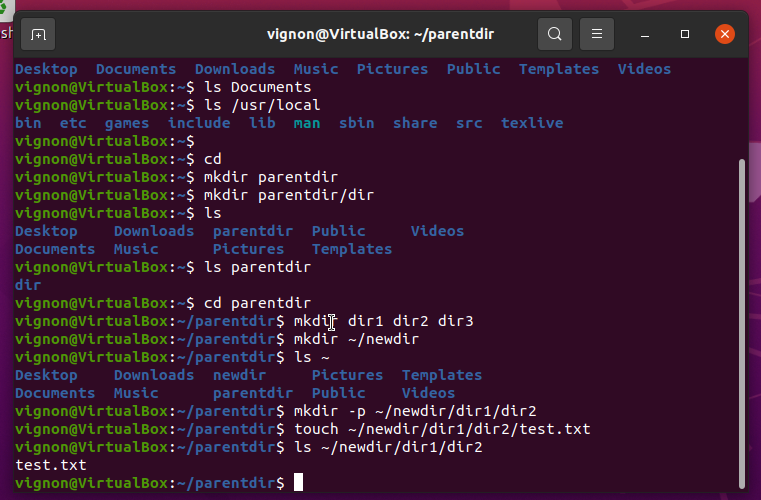 sh
vignon@VirtualBox: ~/parentdir
Desktop  Documents  Downloads  Music  Pictures  Public  Templates  Videos
vignon@VirtualBox:~$ ls Documents
vignon@VirtualBox:~$ ls /usr/local
bin  etc  games  include  lib  man  sbin  share  src  texlive
vignon@VirtualBox:~$
vignon@VirtualBox:~$ cd
vignon@VirtualBox:~$ mkdir parentdir
vignon@VirtualBox:~$ mkdir parentdir/dir
vignon@VirtualBox:~$ ls
Desktop    Downloads  parentdir  Public     Videos
Documents  Music      Pictures   Templates
vignon@VirtualBox:~$ ls parentdir
dir
vignon@VirtualBox:~$ cd parentdir
vignon@VirtualBox:~/parentdir$ mkdir dir1 dir2 dir3
vignon@VirtualBox:~/parentdir$ mkdir ~/newdir
vignon@VirtualBox:~/parentdir$ ls ~
Desktop    Downloads  newdir     Pictures  Templates
Documents  Music      parentdir  Public    Videos
vignon@VirtualBox:~/parentdir$ mkdir -p ~/newdir/dir1/dir2
vignon@VirtualBox:~/parentdir$ touch ~/newdir/dir1/dir2/test.txt
vignon@VirtualBox:~/parentdir$ ls ~/newdir/dir1/dir2
test.txt
vignon@VirtualBox:~/parentdir$